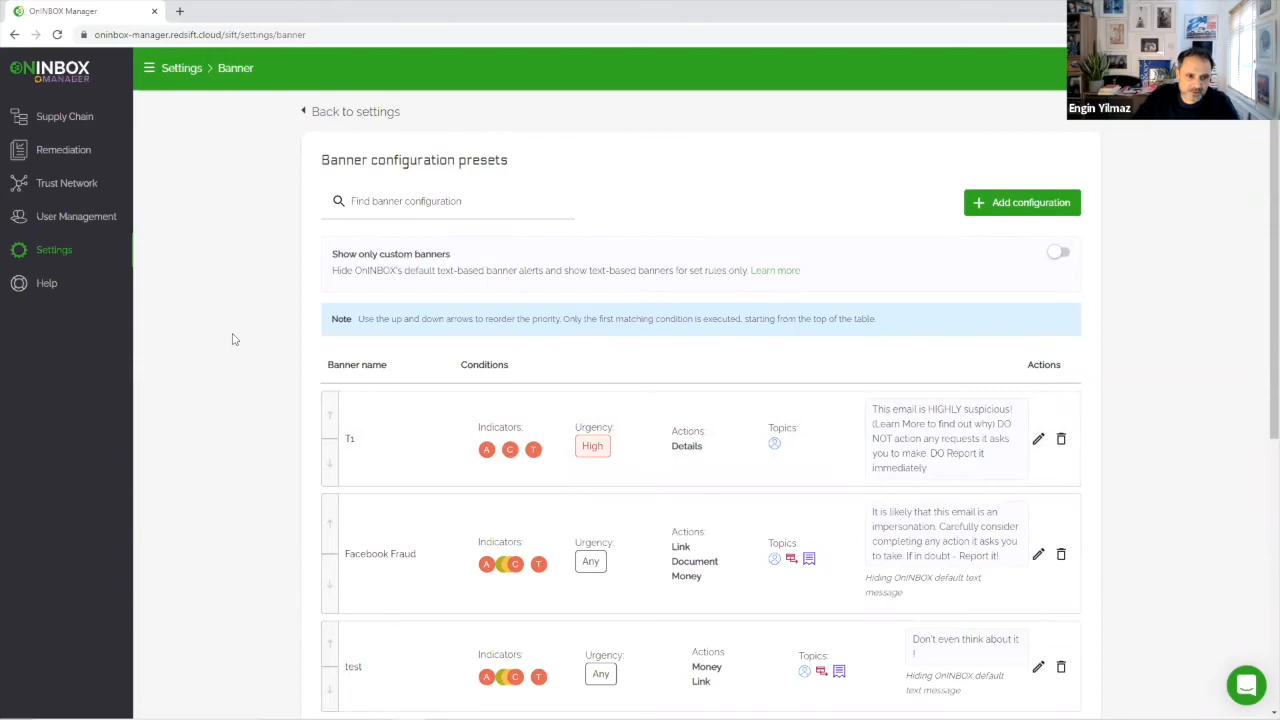 OnINBOX Manager
oninbox-manager.redsift.cloud/sift/settings/banner
ONINBOX
MANAGER
Settings > Banner
Engin Yilmaz
Supply Chain
Remediation
Trust Network
User Management
Settings
Help
Back to settings
Banner configuration presets
Find banner configuration
Add configuration
Show only custom banners
Hide OnINBOX's default text-based banner alerts and show text-based banners for set rules only. Learn more
Note Use the up and down arrows to reorder the priority. Only the first matching condition is executed, starting from the top of the table.
Banner name Conditions Actions
T1
Indicators:
A C T
Urgency:
High
Actions:
Details
Topics:
This email is HIGHLY suspicious!
(Learn More to find out why) DO
NOT action any requests it asks
you to make. DO Report it
immediately
Facebook Fraud
Indicators:
A C T
Urgency:
Any
Actions:
Link
Document
Money
Topics:
It is likely that this email is an
impersonation. Carefully consider
completing any action it asks you
to take. If in doubt - Report it!
Hiding OnINBOX default text
message
test
Indicators:
A C T
Urgency:
Any
Actions:
Money
Link
Topics:
Don't even think about it
!
Hiding OnINBOX default
text message